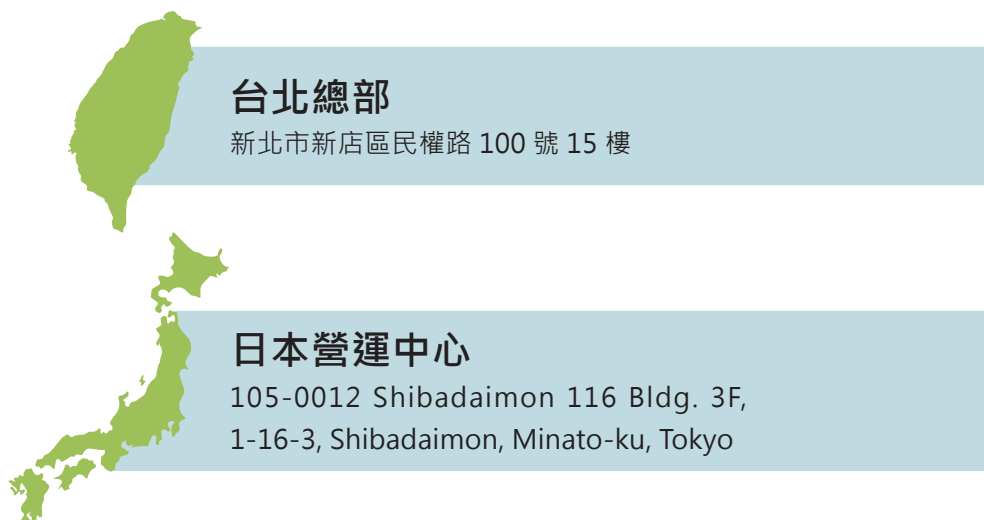 台北總部
新北市新店區民權路 100 號 15 樓
日本營運中心
105-0012 Shibadaimon 116 Bldg. 3F,
1-16-3, Shibadaimon, Minato-ku, Tokyo